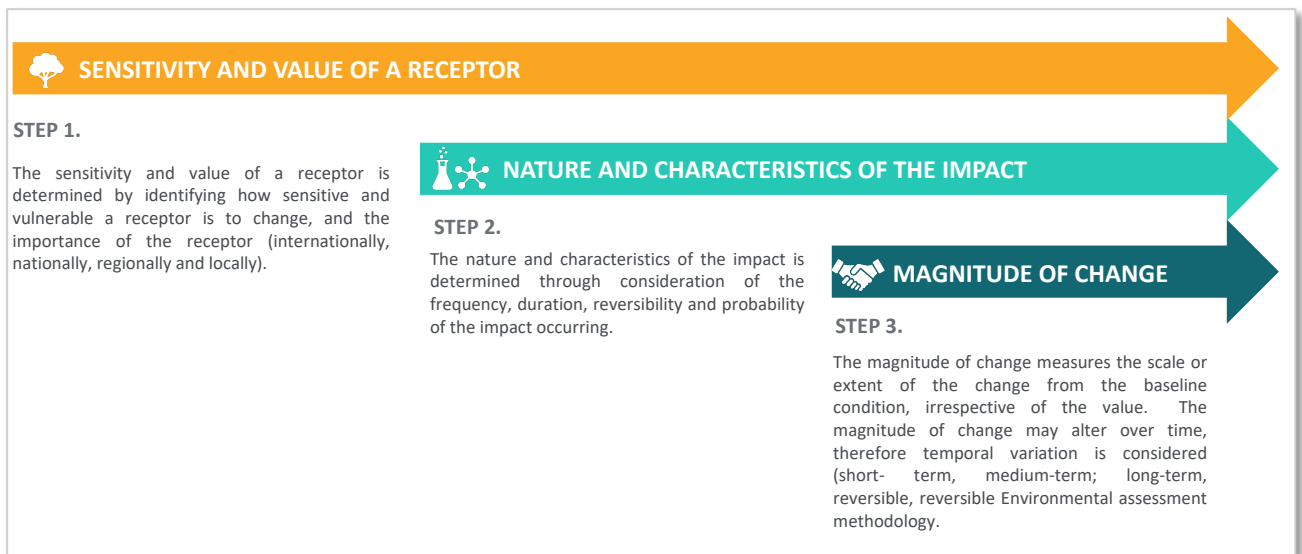 SENSITIVITY AND VALUE OF A RECEPTOR
STEP 1.
The sensitivity and value of a receptor is
determined by identifying how sensitive and
vulnerable a receptor is to change, and the
importance of the receptor (internationally,
nationally, regionally and locally).
NATURE AND CHARACTERISTICS OF THE IMPACT
STEP 2.
The nature and characteristics of the impact is
determined through consideration of the
frequency, duration, reversibility and probability
of the impact occurring.
MAGNITUDE OF CHANGE
STEP 3.
The magnitude of change measures the scale or
extent of the change from the baseline
condition, irrespective of the value. The
magnitude of change may alter over time,
therefore temporal variation is considered
(short- term, medium-term; long-term,
reversible, reversible Environmental assessment
methodology.